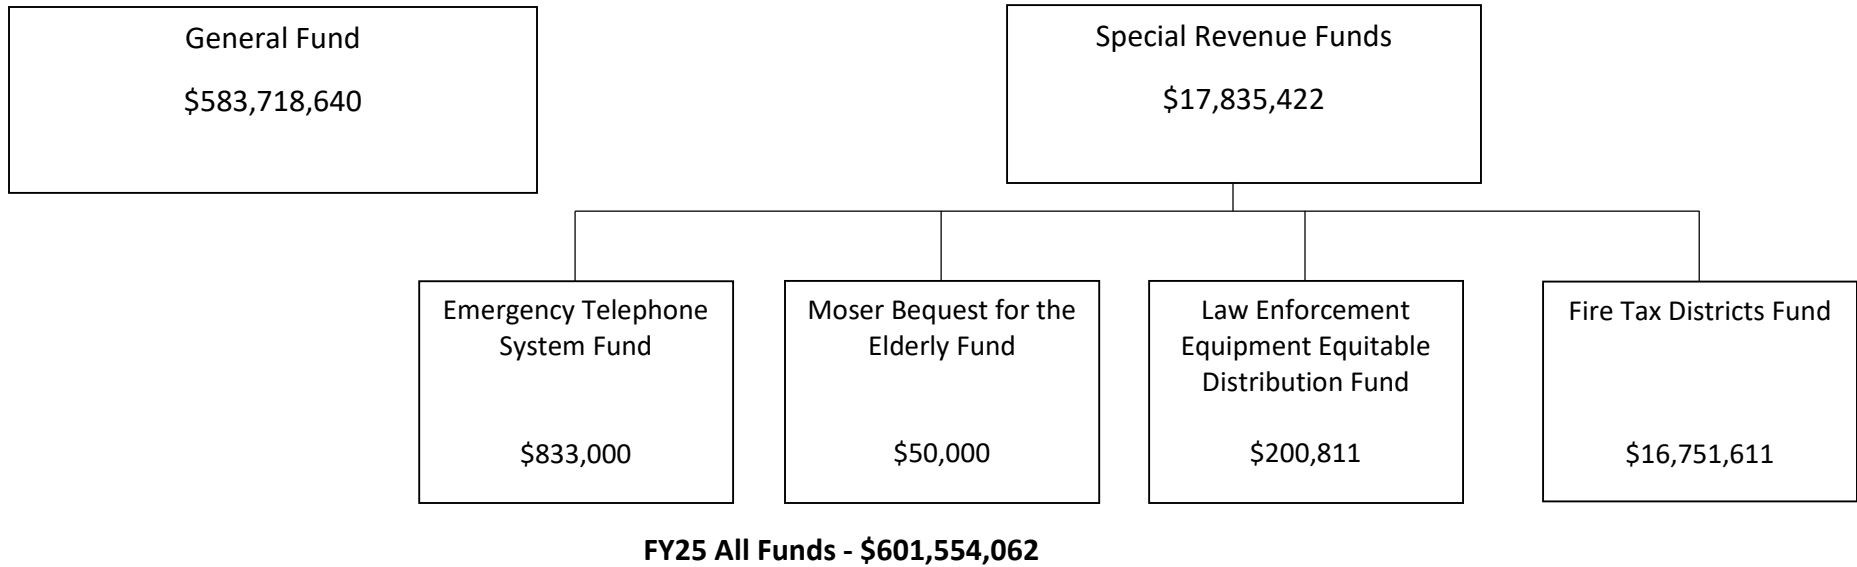 General Fund
$583,718,640
Special Revenue Funds
$17,835,422
Emergency Telephone
System Fund
$833,000
Moser Bequest for the
Elderly Fund
$50,000
Law Enforcement
Equipment Equitable
Distribution Fund
$200,811
Fire Tax Districts Fund
$16,751,611
FY25 All Funds - $601,554,062